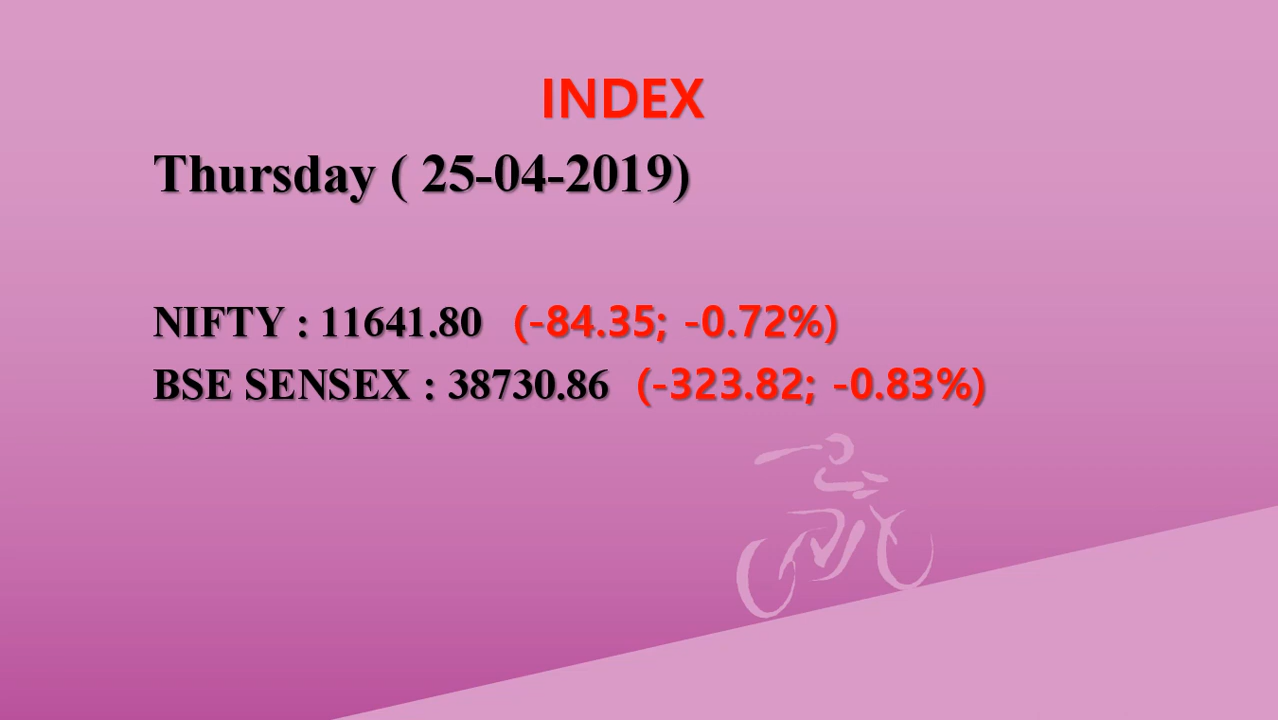 INDEX
Thursday ( 25-04-2019)
NIFTY : 11641.80 (-84.35; -0.72%)
BSE SENSEX : 38730.86 (-323.82; -0.83%)